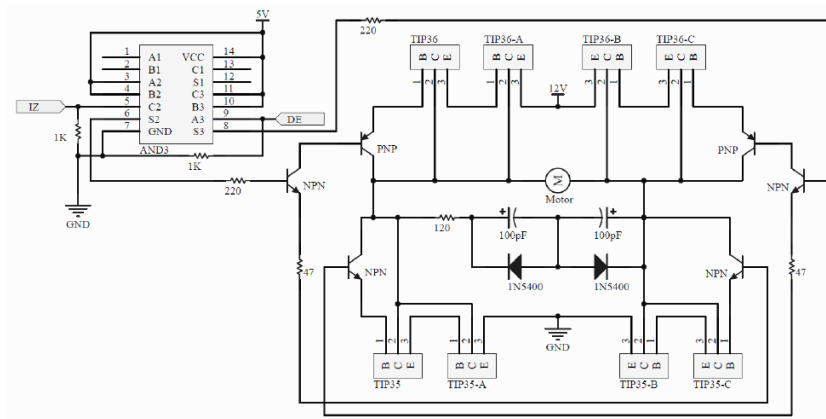 5V
220
TIP36
TIP36-A
TIP36-B
TIP36-C
B C E
B C E
E C B
E C B
1 2 3
1 2 3
3 2 1
3 2 1
12V
1 A1 VCC 14
2 B1 C1 13
3 A2 S1 12
4 B2 C3 11
IZ 5 C2 B3 10
6 S2 A3 9 DE
7 GND S3 8
AND3
1K
1K
GND
220
NPN
PNP
PNP
NPN
M
Motor
120
100pF
100pF
1N5400
1N5400
47
NPN
NPN
47
GND
1 2 3
1 2 3
3 2 1
3 2 1
B C E
B C E
E C B
E C B
TIP35
TIP35-A
TIP35-B
TIP35-C